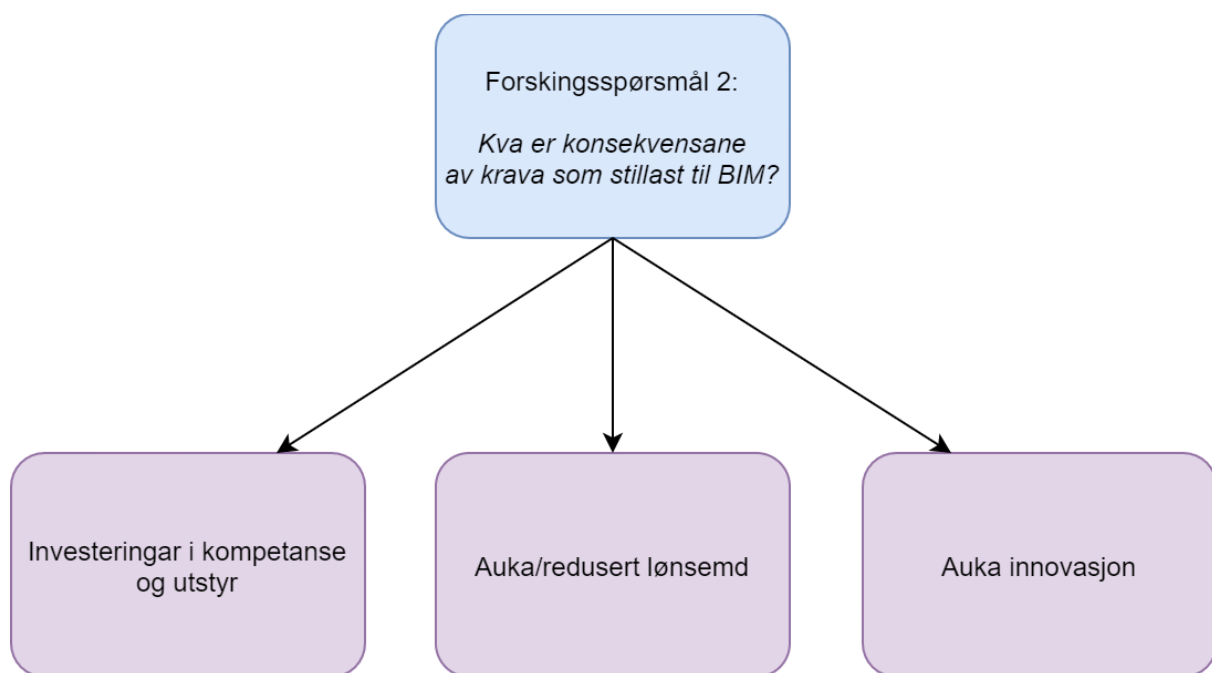 Forskingsspørsmål 2:
Kva er konsekvensane
av krava som stillast til BIM?
Investeringar i kompetanse
og utstyr
Auka/redusert lønsemd
Auka innovasjon